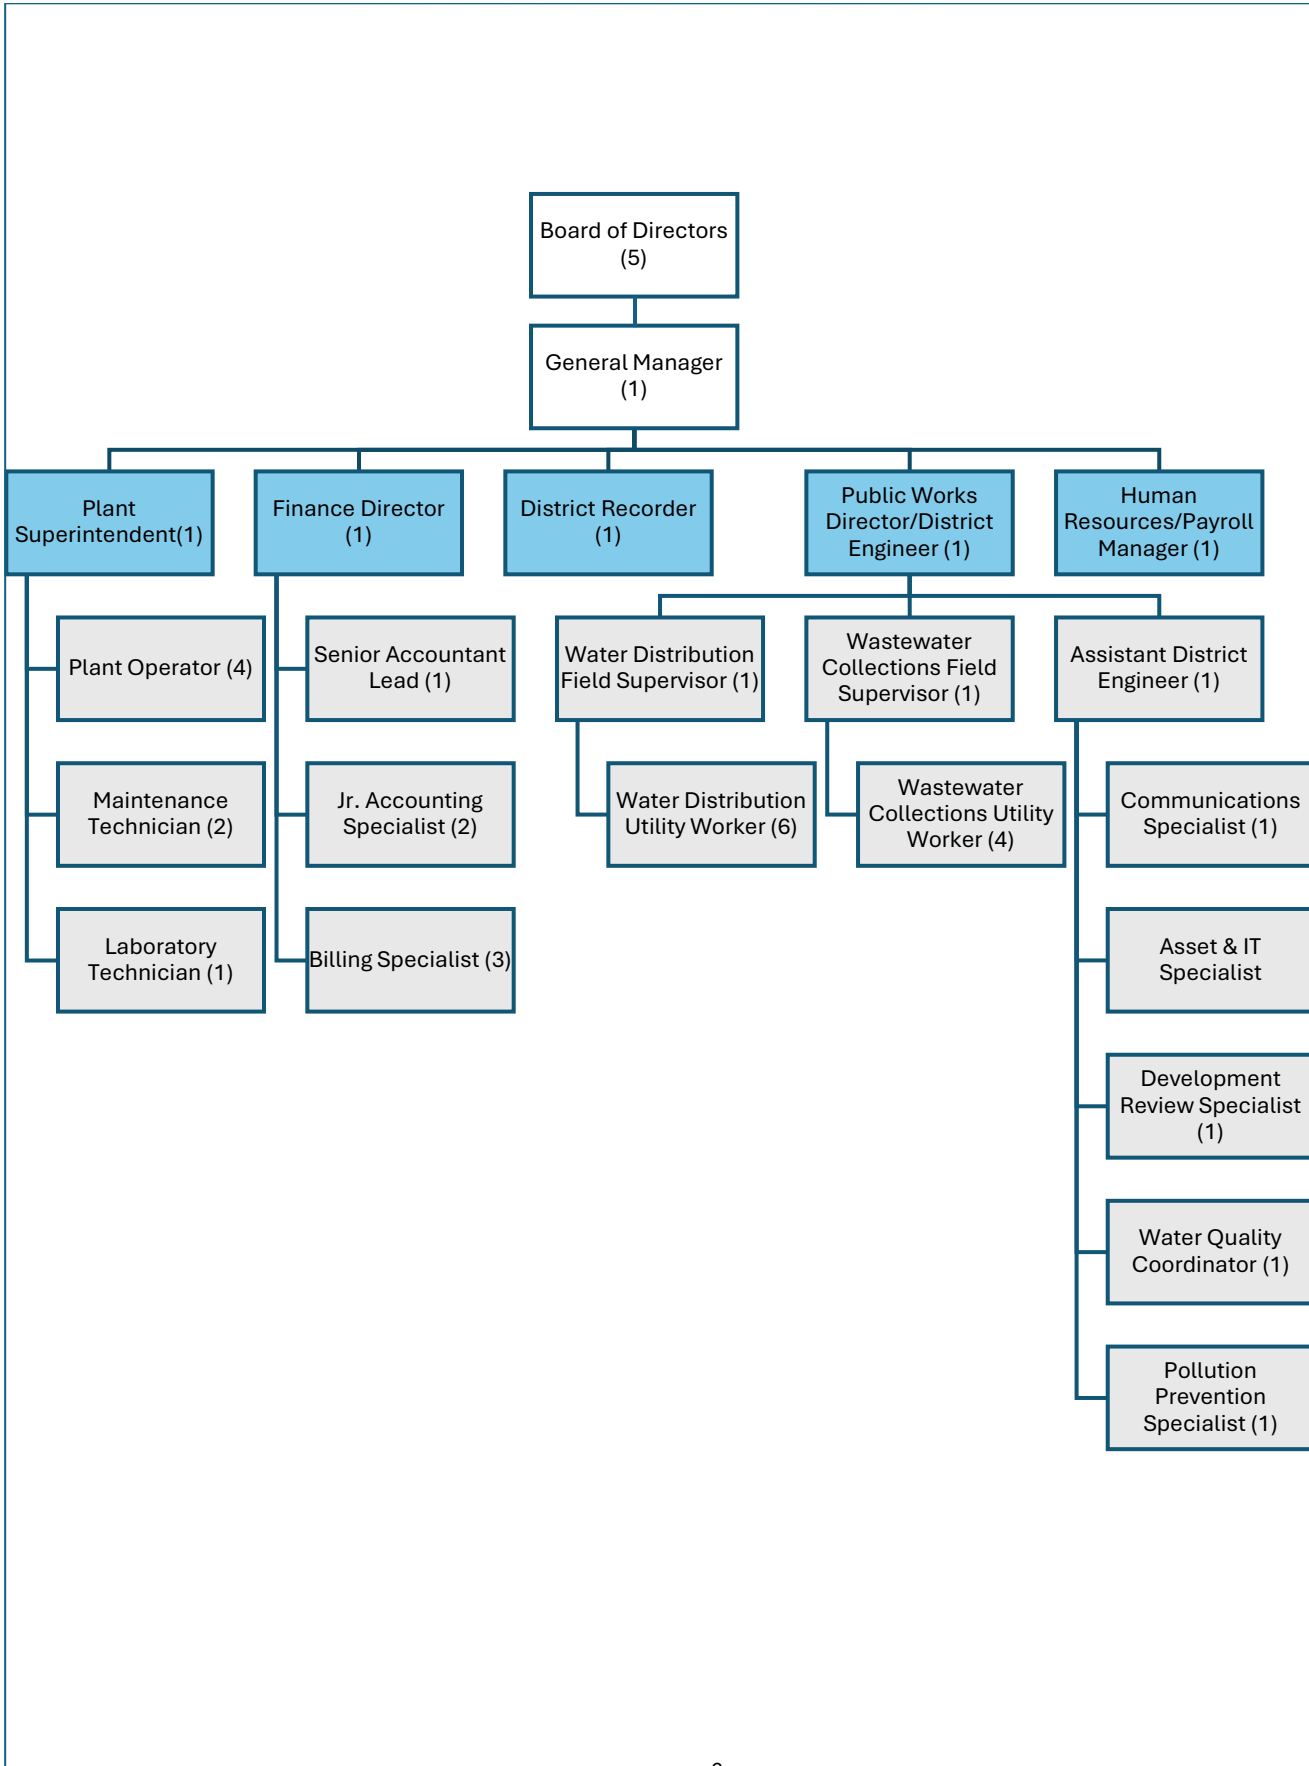 Board of Directors
(5)
General Manager
(1)
Plant
Superintendent(1)
Finance Director
(1)
District Recorder
(1)
Public Works
Director/District
Engineer (1)
Human
Resources/Payroll
Manager (1)
Plant Operator (4)
Senior Accountant
Lead (1)
Water Distribution
Field Supervisor (1)
Wastewater
Collections Field
Supervisor (1)
Assistant District
Engineer (1)
Maintenance
Technician (2)
Jr. Accounting
Specialist (2)
Water Distribution
Utility Worker (6)
Wastewater
Collections Utility
Worker (4)
Communications
Specialist (1)
Laboratory
Technician (1)
Billing Specialist (3)
Asset & IT
Specialist
Development
Review Specialist
(1)
Water Quality
Coordinator (1)
Pollution
Prevention
Specialist (1)